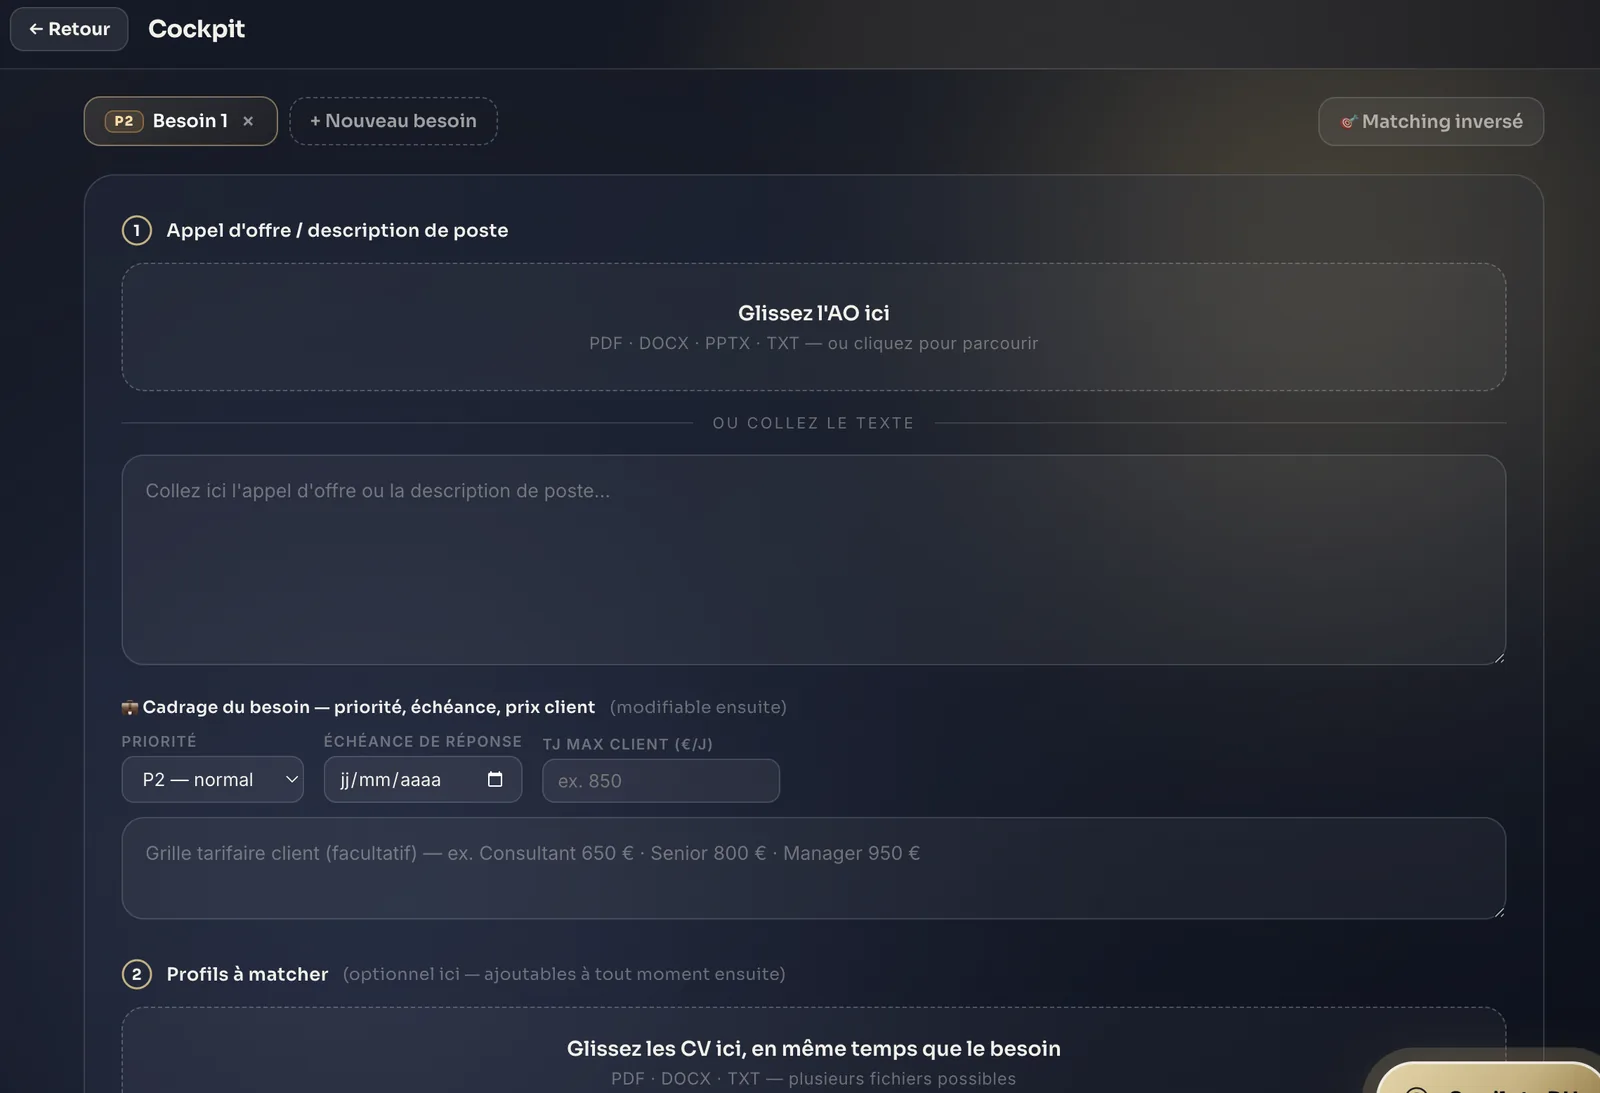 ← Retour
Cockpit
P2 Besoin 1 ×
+ Nouveau besoin
Matching inversé
1 Appel d'offre / description de poste
Glissez l'AO ici
PDF · DOCX · PPTX · TXT — ou cliquez pour parcourir
OU COLLEZ LE TEXTE
Collez ici l'appel d'offre ou la description de poste...
Cadrage du besoin — priorité, échéance, prix client (modifiable ensuite)
PRIORITÉ
ÉCHÉANCE DE RÉPONSE
TJ MAX CLIENT (€/J)
P2 — normal
jj/mm/aaaa
ex. 850
Grille tarifaire client (facultatif) — ex. Consultant 650 € · Senior 800 € · Manager 950 €
2 Profils à matcher (optionnel ici — ajoutables à tout moment ensuite)
Glissez les CV ici, en même temps que le besoin
PDF · DOCX · TXT — plusieurs fichiers possibles